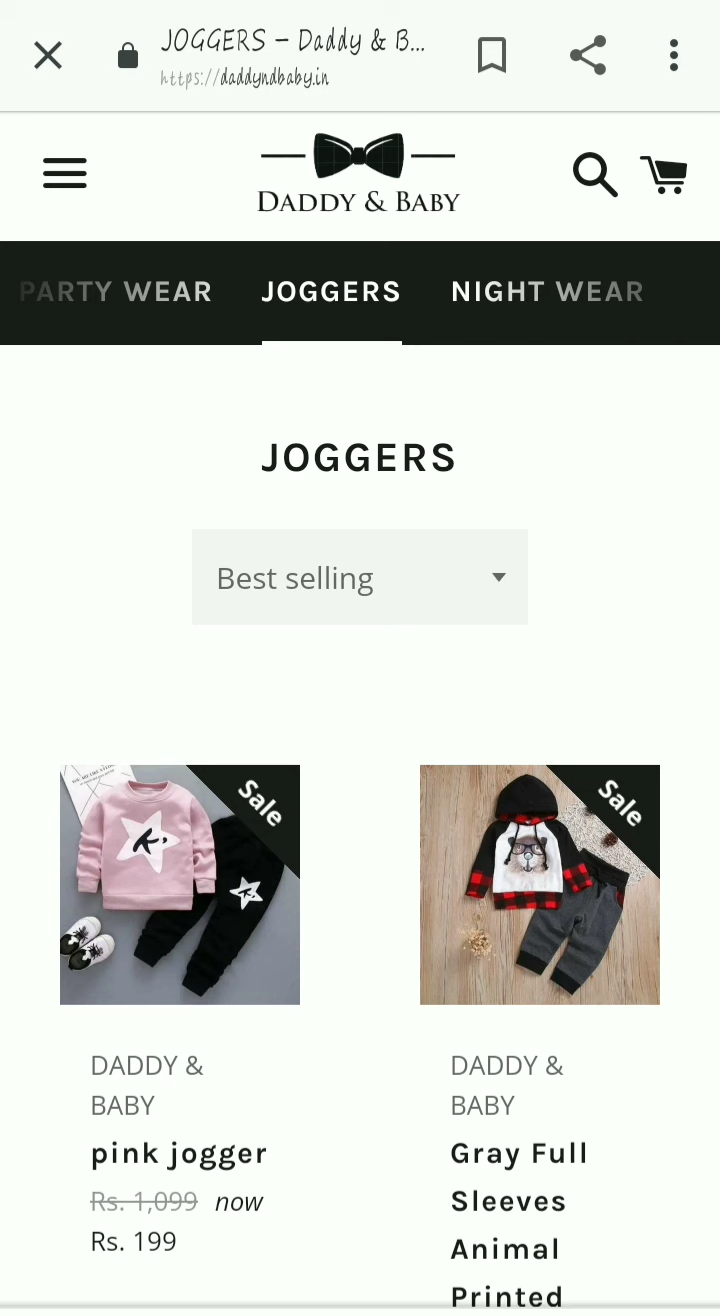 JOGGERS – Daddy & B...
https://daddyndbaby.in
DADDY & BABY
PARTY WEAR JOGGERS NIGHT WEAR
JOGGERS
Best selling
Sale
Sale
K
K
DADDY &
BABY
pink jogger
Rs. 1,099 now
Rs. 199
DADDY &
BABY
Gray Full
Sleeves
Animal
Printed